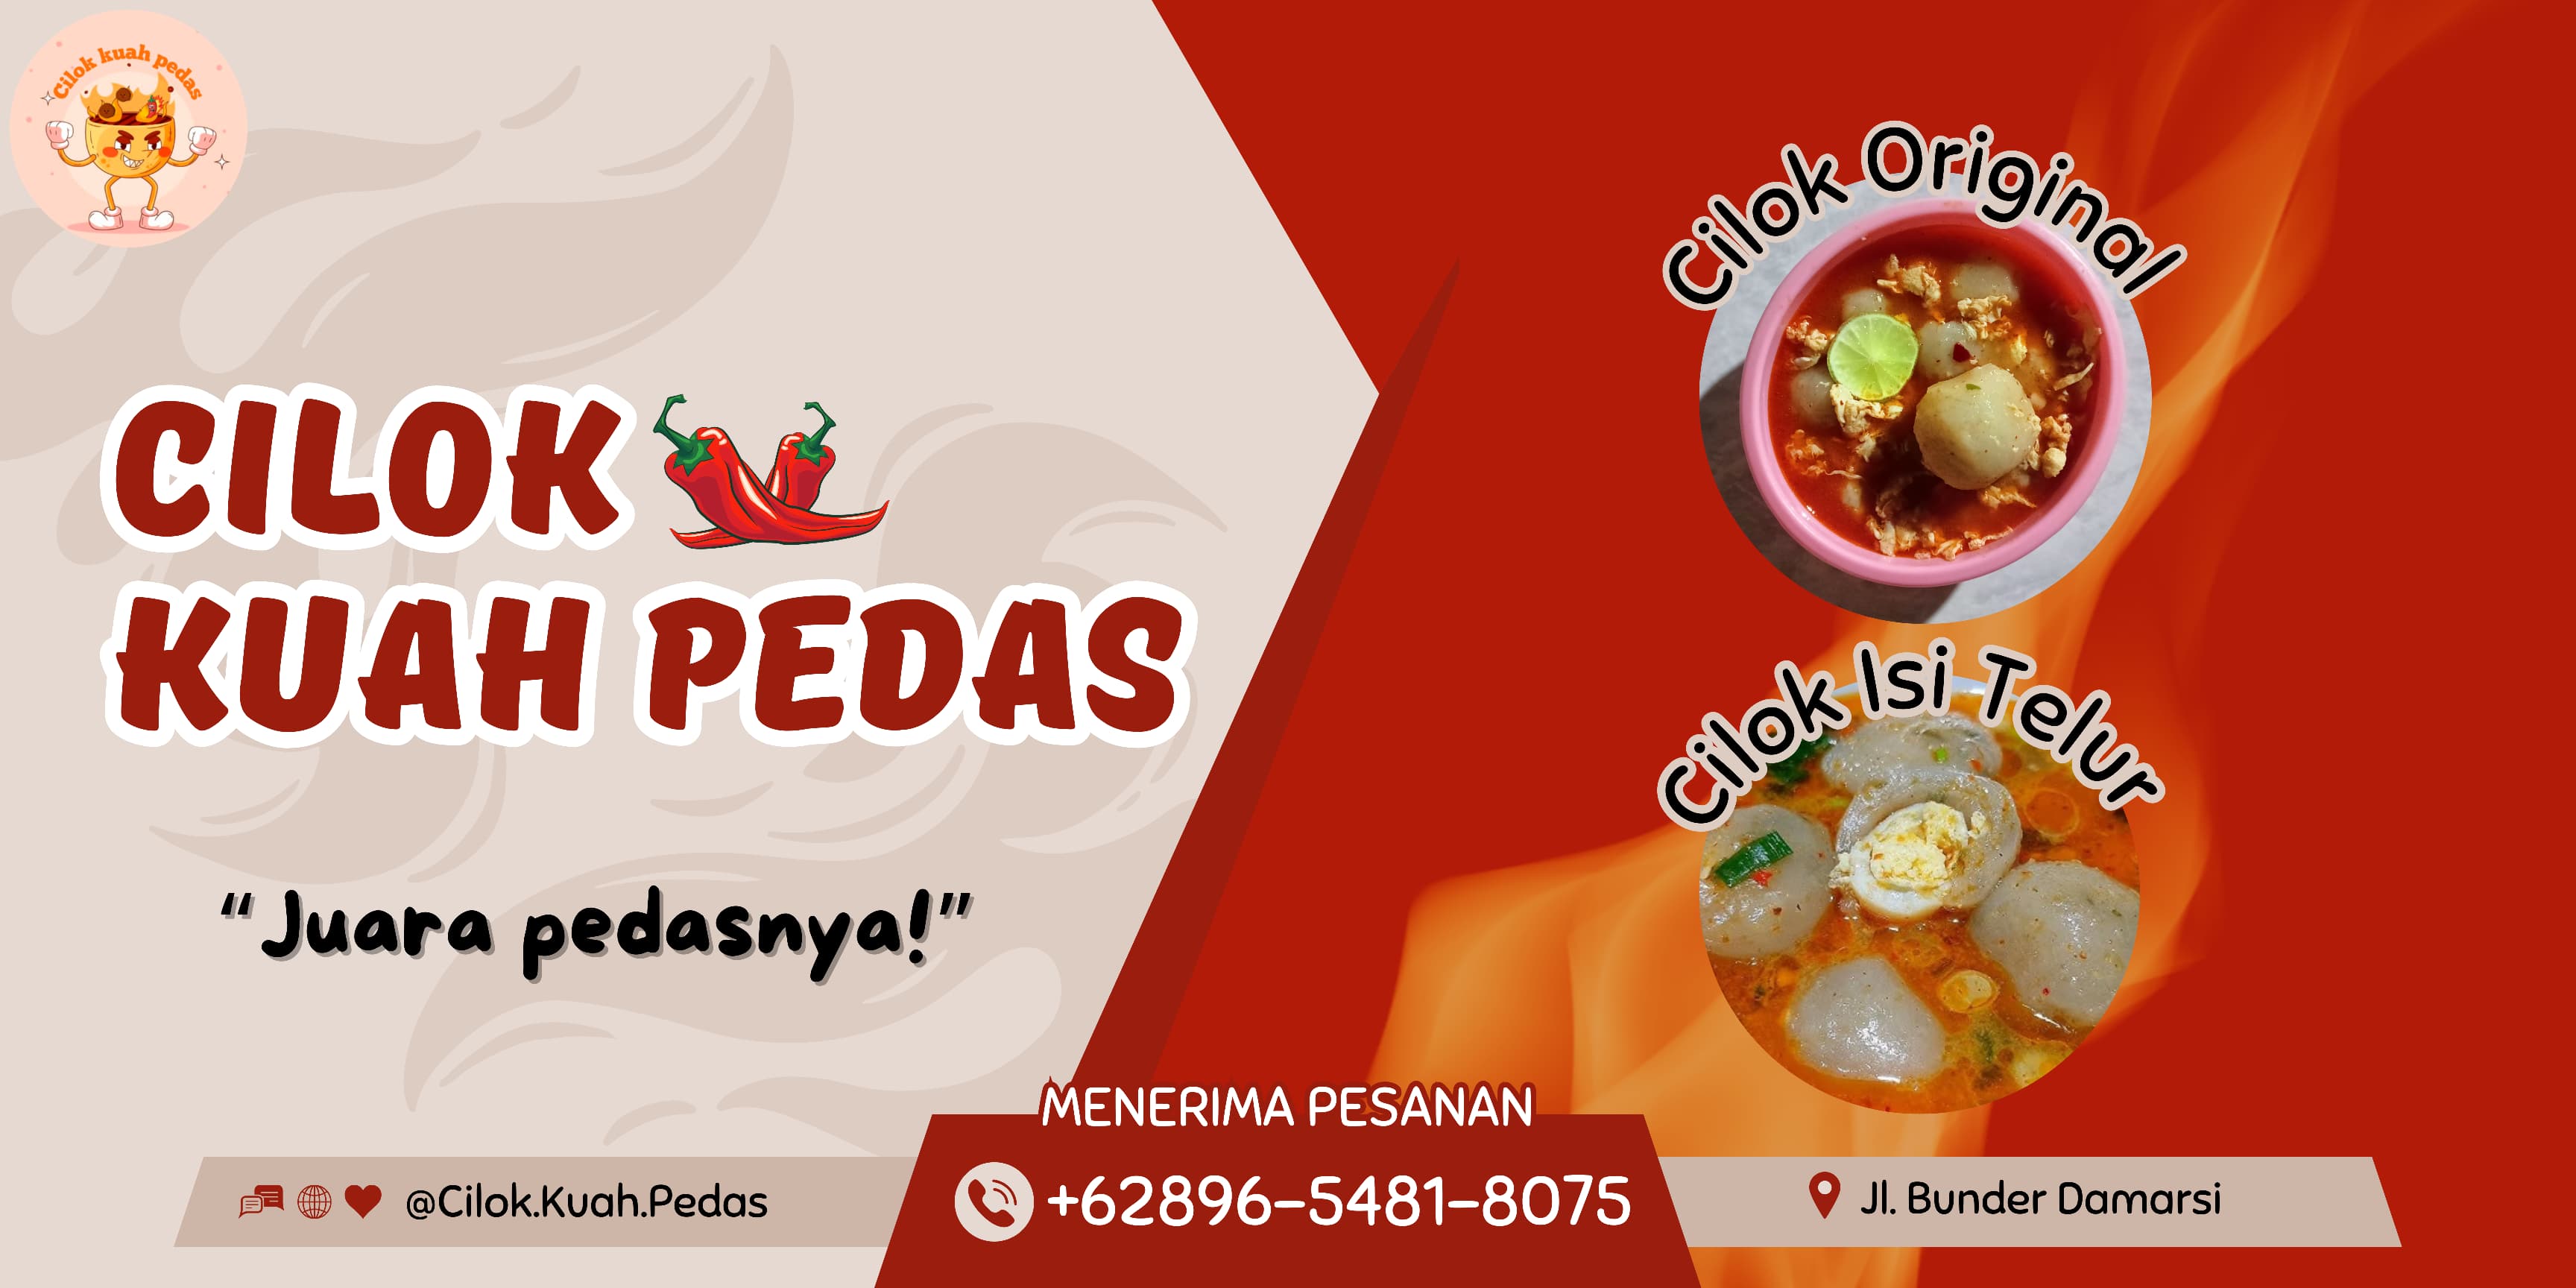 Cilok kuah pedas
CILOK
KUAH PEDAS
“Juara pedasnya!”
Cilok Original
Cilok Isi Telur
MENERIMA PESANAN
@Cilok.Kuah.Pedas
+62896-5481-8075
Jl. Bunder Damarsi